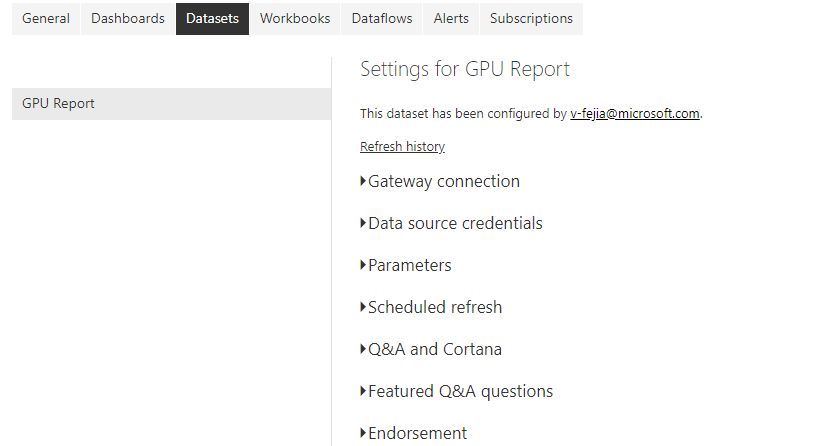 General Dashboards Datasets Workbooks Dataflows Alerts Subscriptions
GPU Report
Settings for GPU Report
This dataset has been configured by v-fejia@microsoft.com.
Refresh history
Gateway connection
Data source credentials
Parameters
Scheduled refresh
Q&A and Cortana
Featured Q&A questions
Endorsement